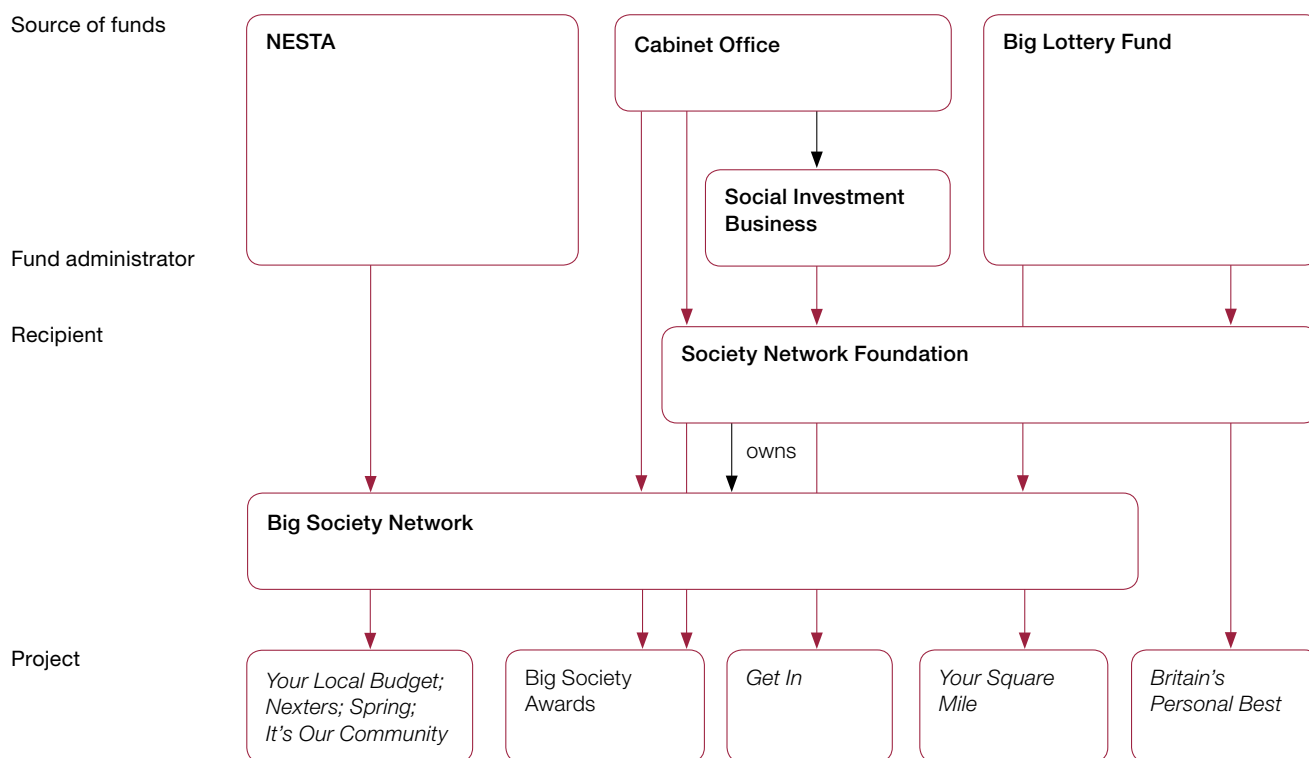 Source of funds
NESTA
Cabinet Office
Big Lottery Fund
Social Investment
Business
Fund administrator
Recipient
Society Network Foundation
owns
Big Society Network
Project
Your Local Budget;
Nexters; Spring;
It's Our Community
Big Society
Awards
Get In
Your Square
Mile
Britain's
Personal Best